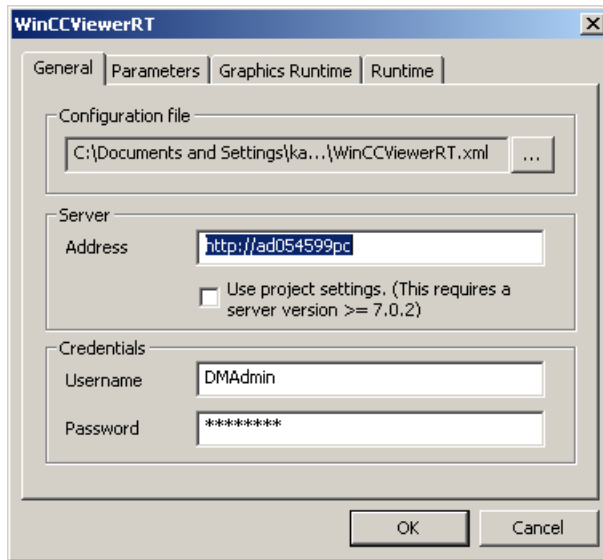 WinCCViewerRT
General Parameters Graphics Runtime Runtime
Configuration file
C:\Documents and Settings\ka...\WinCCViewerRT.xml ...
Server
Address http://ad054599pc
Use project settings. (This requires a
server version >= 7.0.2)
Credentials
Username DMAdmin
Password ********
OK Cancel